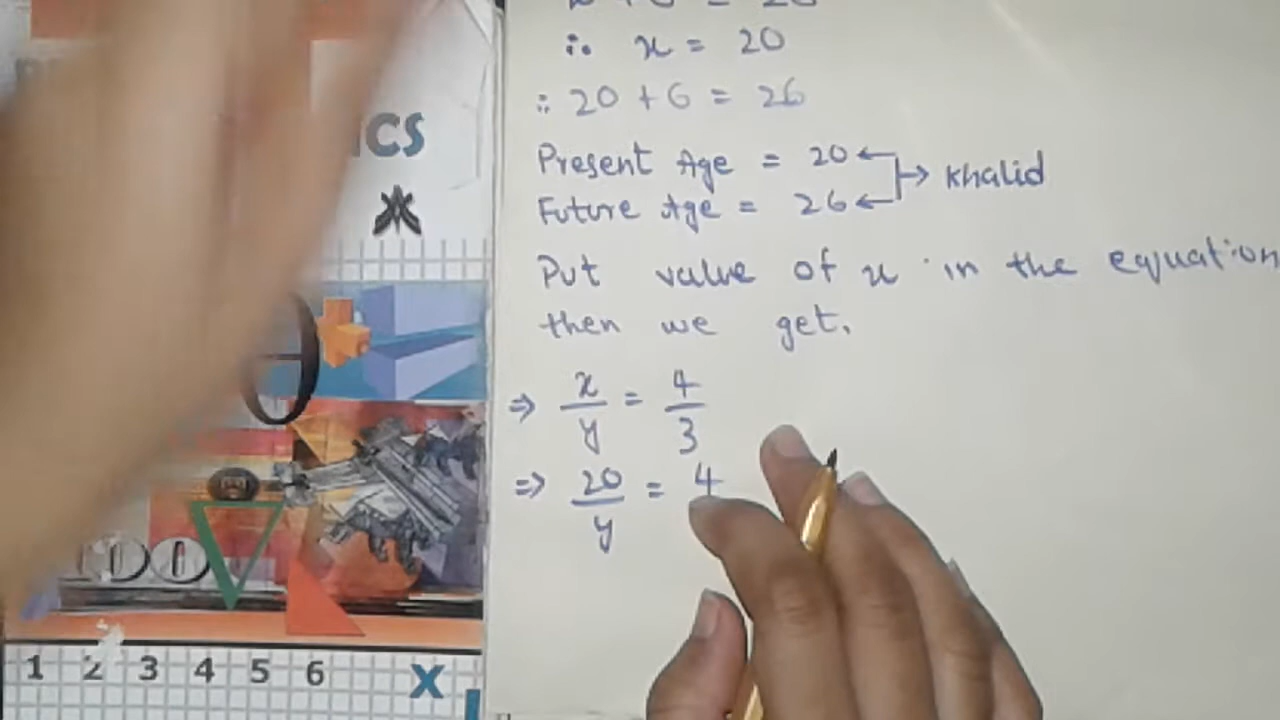 ICS
∴ x = 20
∴ 20 + 6 = 26
Present Age = 20
Future Age = 26
Khalid
Put value of x in the equation
then we get.
⇒ x/y = 4/3
⇒ 20/y = 4
1 2 3 4 5 6 X